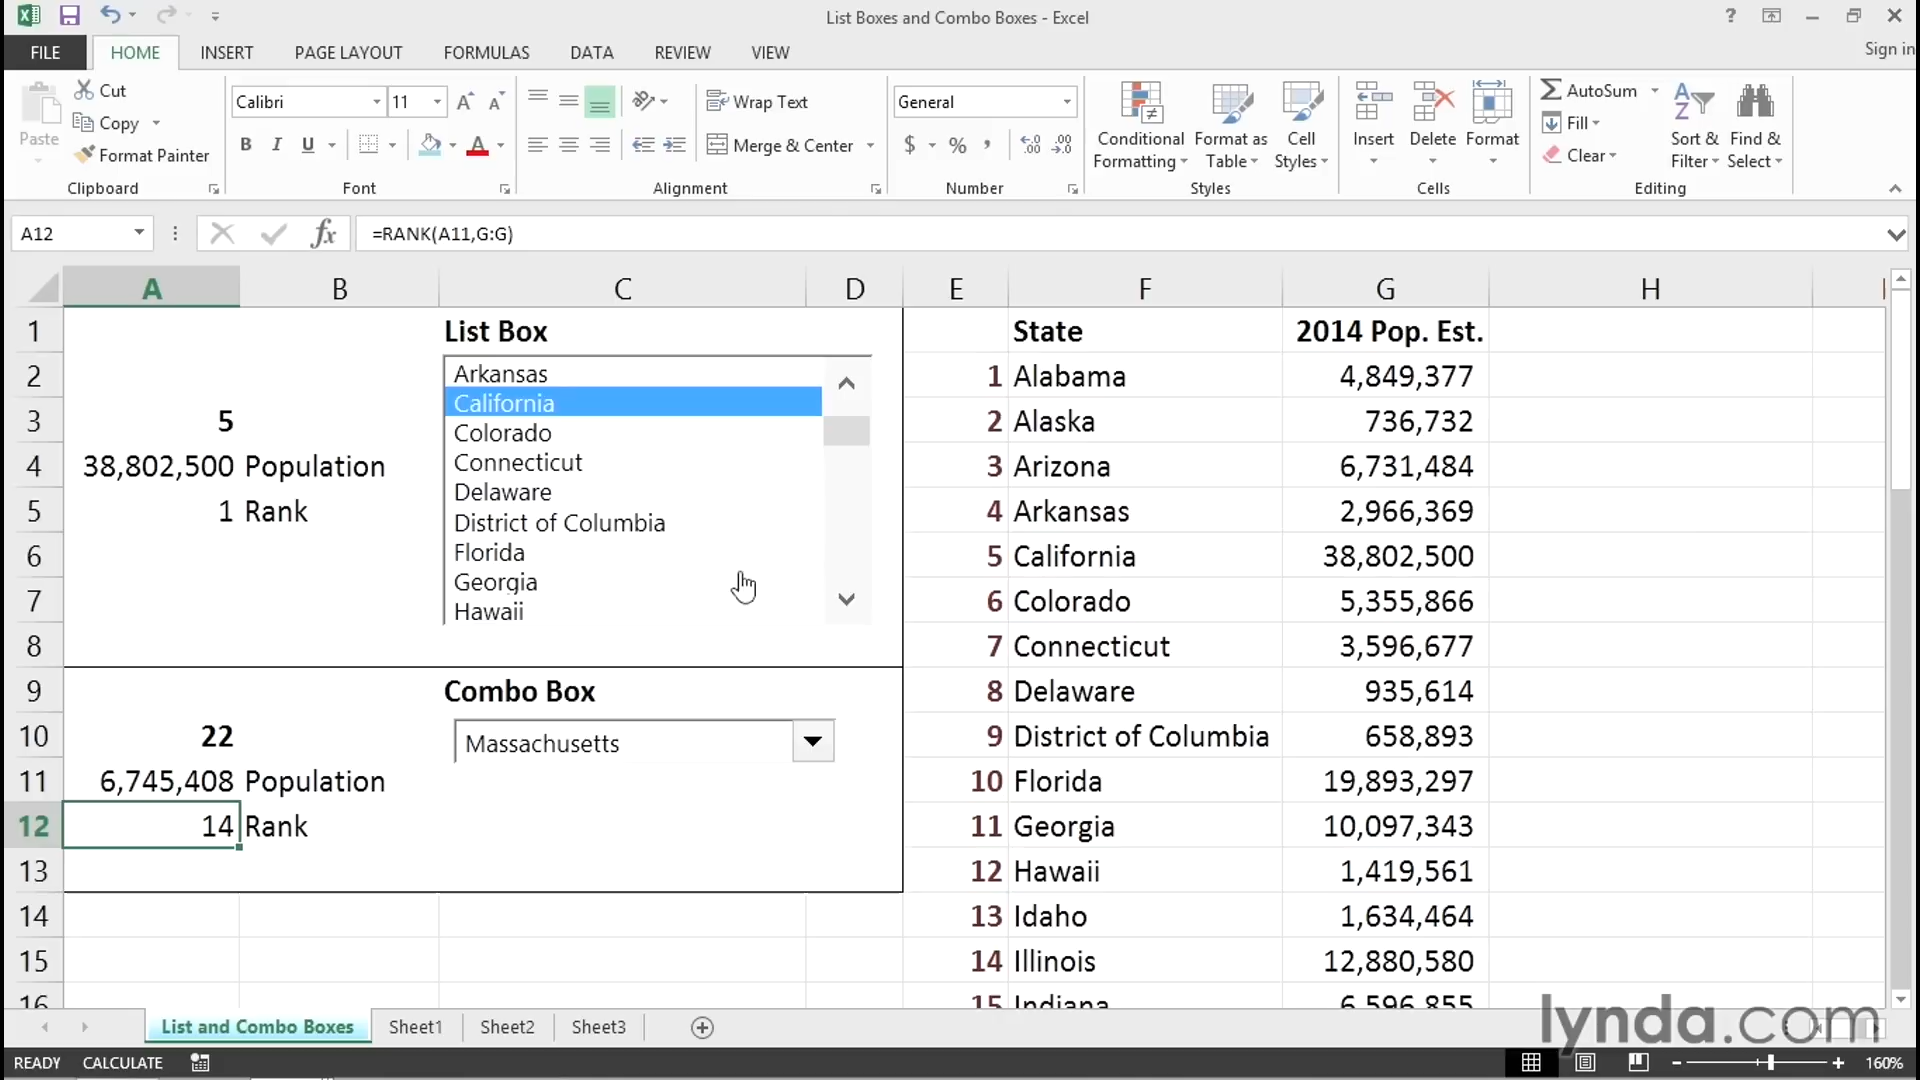 List Boxes and Combo Boxes - Excel
?
Sign in
FILE HOME INSERT PAGE LAYOUT FORMULAS DATA REVIEW VIEW
Paste
Cut
Copy
Format Painter
Clipboard
Calibri 11
B I U
Font
Wrap Text
Merge & Center
Alignment
General
$ % ,
Number
Conditional Formatting
Format as Table
Cell Styles
Styles
Insert Delete Format
Cells
AutoSum
Fill
Clear
Sort & Filter
Find & Select
Editing
A12 fx =RANK(A11,G:G)
A B C D E F G H
1 List Box State 2014 Pop. Est.
2 Arkansas 1 Alabama 4,849,377
California
3 5 Colorado 2 Alaska 736,732
4 38,802,500 Population Connecticut 3 Arizona 6,731,484
5 1 Rank Delaware 4 Arkansas 2,966,369
District of Columbia
6 Florida 5 California 38,802,500
Georgia
7 Hawaii 6 Colorado 5,355,866
8 7 Connecticut 3,596,677
9 Combo Box 8 Delaware 935,614
10 22 Massachusetts 9 District of Columbia 658,893
11 6,745,408 Population 10 Florida 19,893,297
12 14 Rank 11 Georgia 10,097,343
13 12 Hawaii 1,419,561
14 13 Idaho 1,634,464
15 14 Illinois 12,880,580
16 15 Indiana 6,596,855
List and Combo Boxes Sheet1 Sheet2 Sheet3
lynda.com
READY CALCULATE 160%